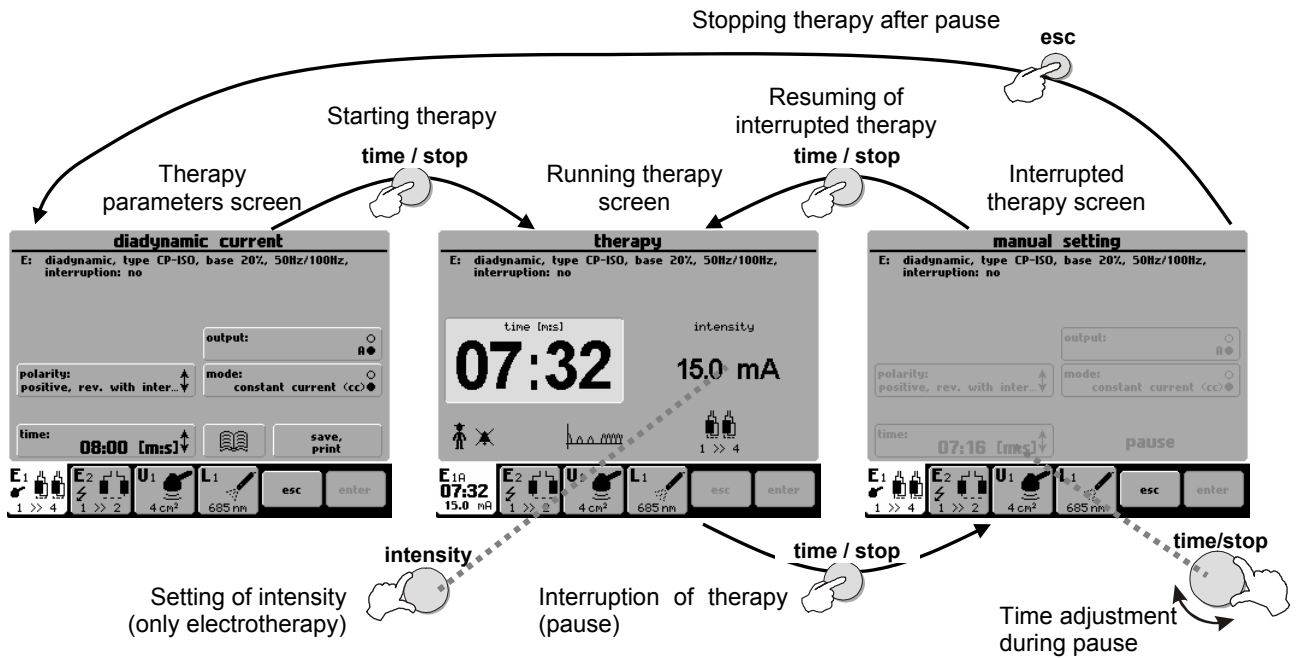 Stopping therapy after pause
esc
Starting therapy
time / stop
Resuming of
interrupted therapy
time / stop
Therapy
parameters screen
Running therapy
screen
Interrupted
therapy screen
diadynamic current
E: diadynamic, type CP-ISO, base 20%, 50Hz/100Hz,
interruption: no
output:
A
polarity:
positive, rev. with inter...
mode:
constant current (cc)
time:
08:00 [m:s]
save,
print
E1
1 >> 4
E2
1 >> 2
U1
4 cm²
L1
685 nm
esc
enter
therapy
E: diadynamic, type CP-ISO, base 20%, 50Hz/100Hz,
interruption: no
time [m:s]
07:32
intensity
15.0 mA
1 >> 4
E1A
07:32
15.0 mA
E2
1 >> 2
U1
4 cm²
L1
685 nm
esc
enter
manual setting
E: diadynamic, type CP-ISO, base 20%, 50Hz/100Hz,
interruption: no
output:
A
polarity:
positive, rev. with inter...
mode:
constant current (cc)
time:
07:16 [m:s]
pause
E1
1 >> 4
E2
1 >> 2
U1
4 cm²
L1
685 nm
esc
enter
intensity
Setting of intensity
(only electrotherapy)
time / stop
Interruption of therapy
(pause)
time/stop
Time adjustment
during pause